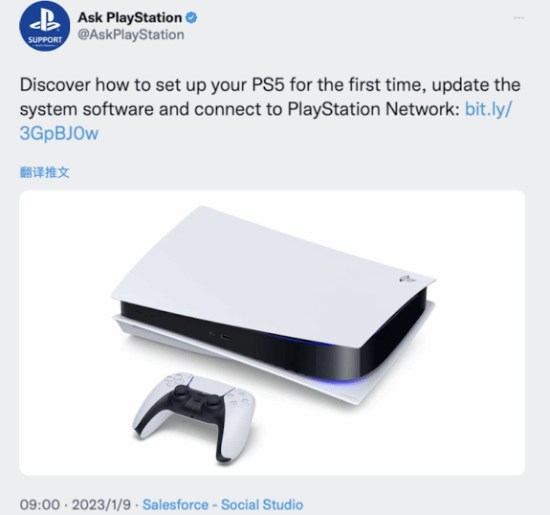 Ask PlayStation
SUPPORT
@AskPlayStation
Discover how to set up your PS5 for the first time, update the
system software and connect to PlayStation Network: bit.ly/
3GpBJ0w
翻译推文
09:00 · 2023/1/9 · Salesforce - Social Studio